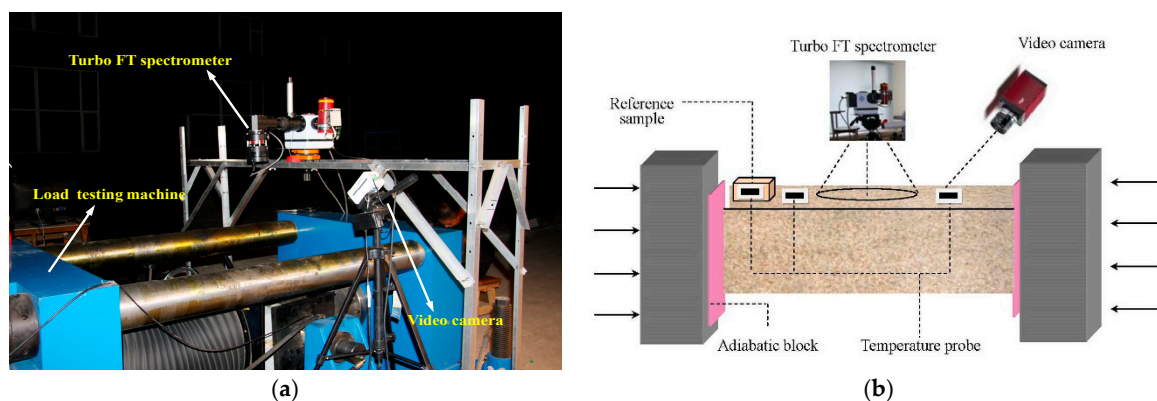 Turbo FT spectrometer
Load testing machine
Video camera
(a)
Turbo FT spectrometer
Video camera
Reference
sample
Adiabatic block
Temperature probe
(b)